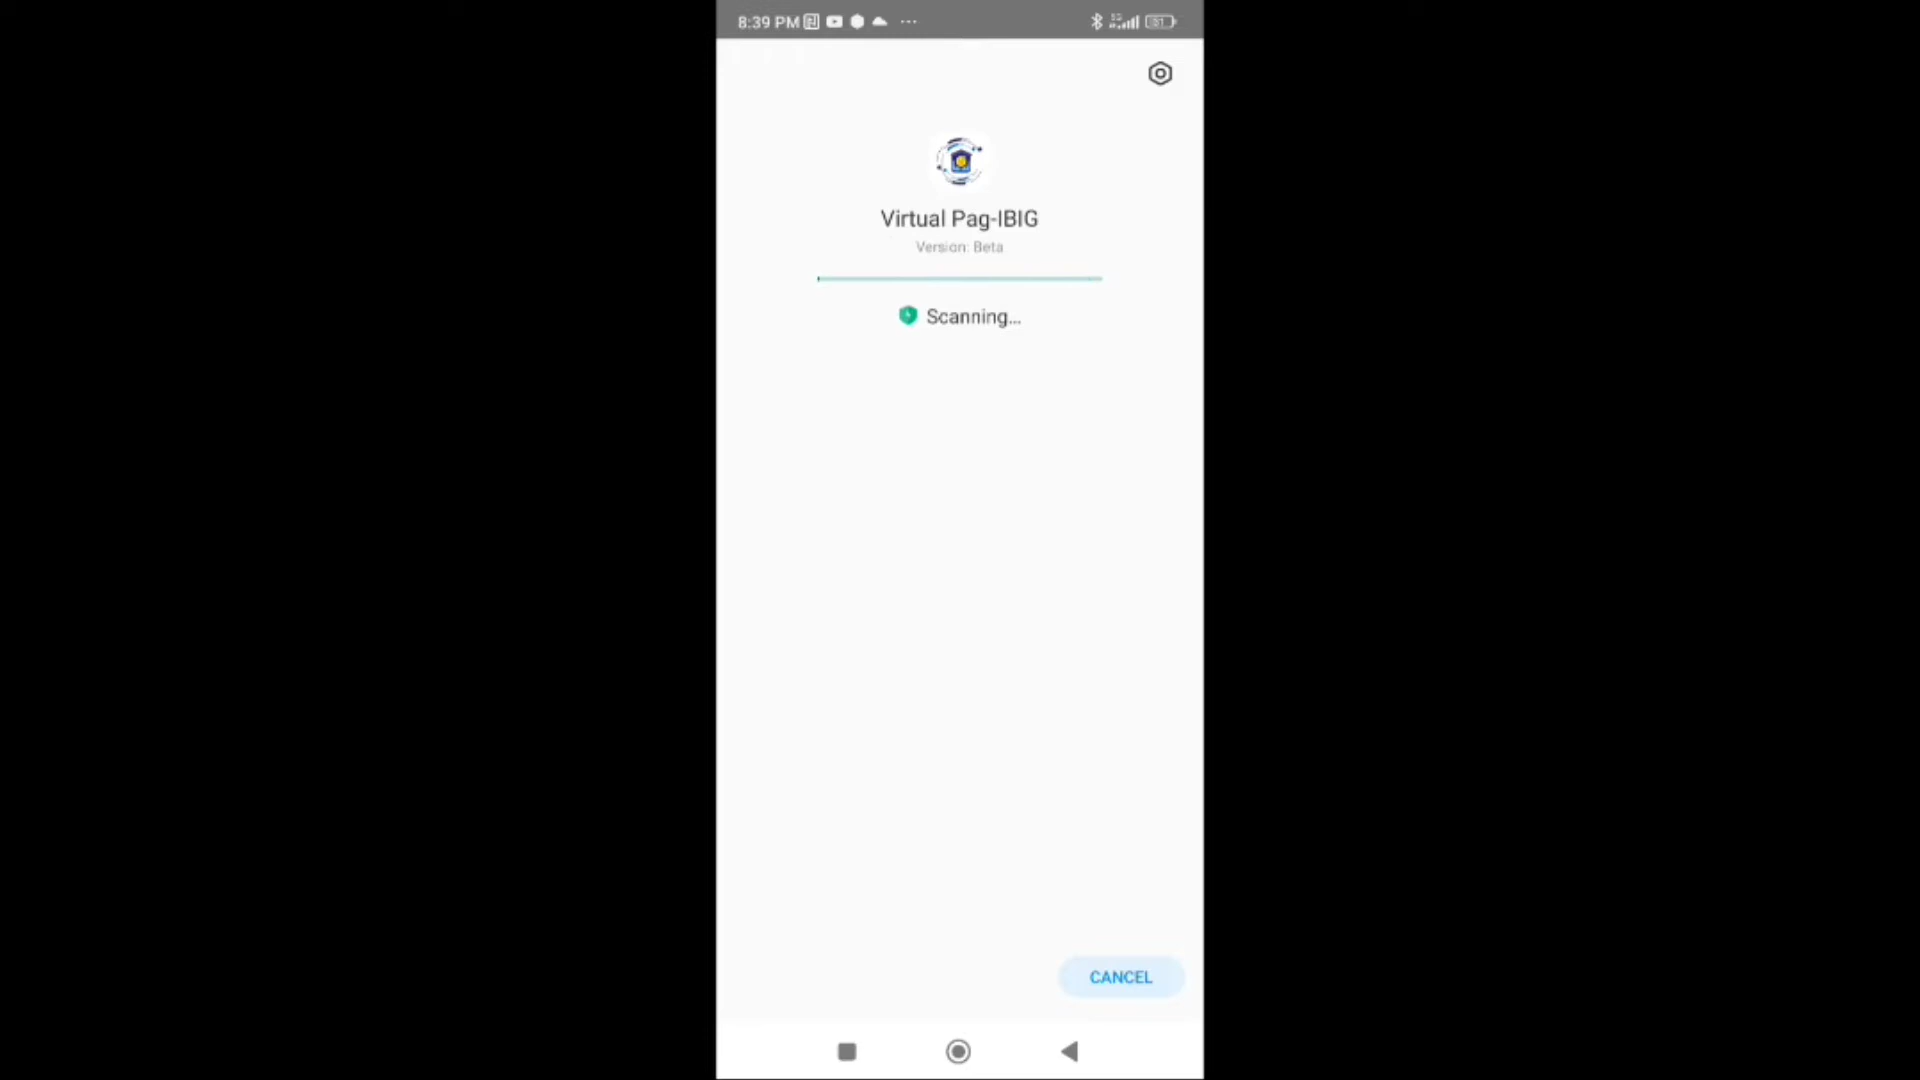 8:39 PM
Virtual Pag-IBIG
Version: Beta
Scanning...
CANCEL